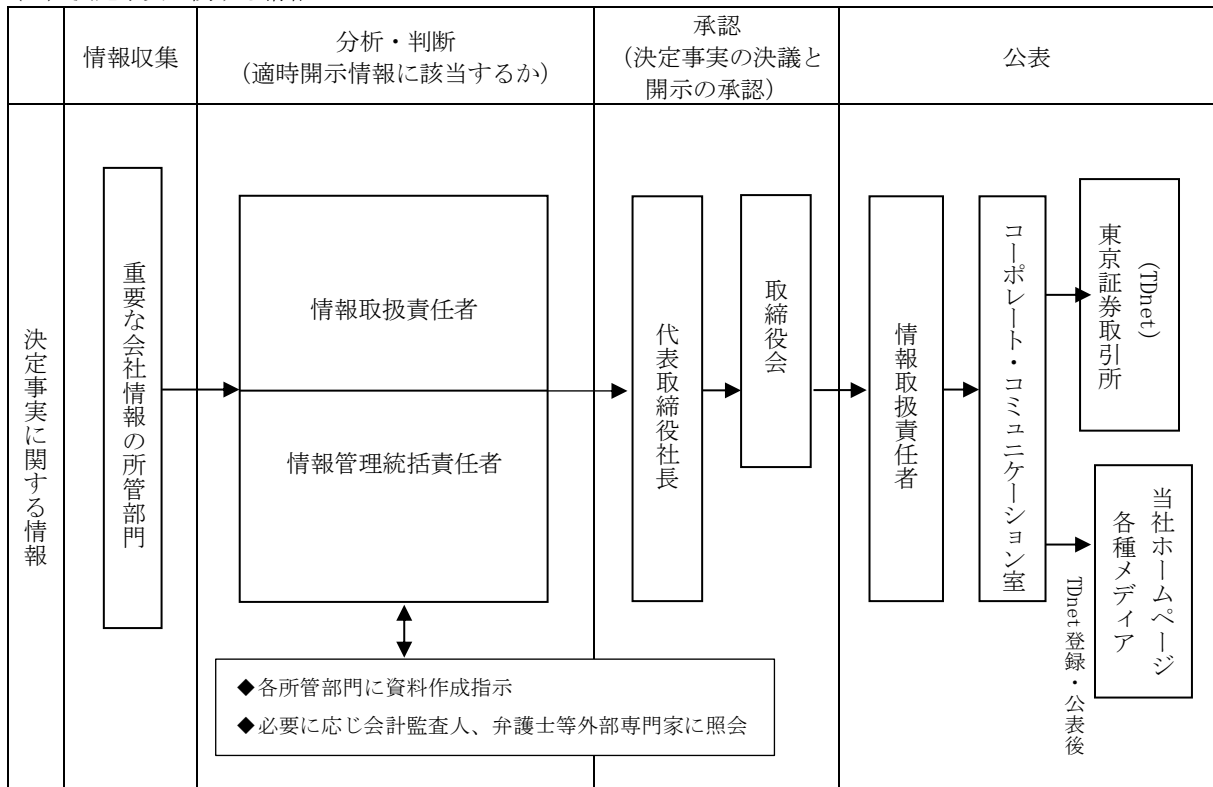 情報収集
分析・判断
(適時開示情報に該当するか)
承認
(決定事実の決議と
開示の承認)
公表
決定事実に関する情報
重要な会社情報の所管部門
情報取扱責任者
情報管理統括責任者
◆各所管部門に資料作成指示
◆必要に応じ会計監査人、弁護士等外部専門家に照会
代表取締役社長
取締役会
情報取扱責任者
コーポレート・コミュニケーション室
(TDnet)
東京証券取引所
TDnet登録・公表後
当社ホームページ
各種メディア